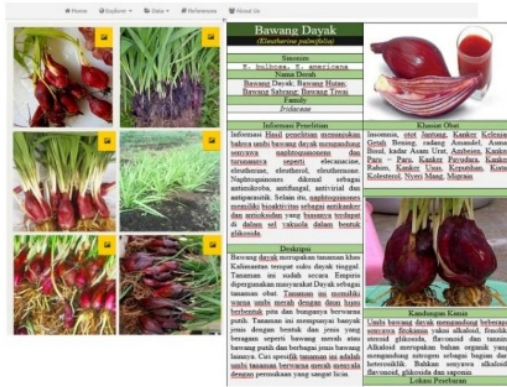 Home Explorer Data References About Us
Bawang Dayak
(Eleutherine palmifolia)
Sinonim
E. bulbosa, E. americana
Nama Derah
Bawang Dayak; Bawang Hutan;
Bawang Sabrang; Bawang Tiwai
Family
Iridaceae
Informasi Penelitian
Informasi Hasil penelitian menunjukan
bahwa umbi bawang dayak mengandung
senyawa naphtoquinonens dan
turunannya seperti elecanacine,
eleutherine, eleutherol, eleuthernone.
Naphtoquinones dikenal sebagai
antimikroba, antifungal, antivirial dan
antiparasitik. Selain itu, naphtoquinones
memiliki bioaktivitas sebagai antikanker
dan antioksidan yang biasanya terdapat
di dalam sel vakuola dalam bentuk
glikosida.
Deskripsi
Bawang dayak merupakan tanaman khas
Kalimantan tempat suku dayak tinggal.
Tanaman ini sudah secara Empiris
dipergunakan masyarakat Dayak sebagai
tanaman obat. Tanaman ini memiliki
warna umbi merah dengan daun hijau
berbentuk pita dan bunganya berwarna
putih. Tanaman ini mempunyai banyak
jenis dengan bentuk dan jenis yang
beragam seperti bawang merah atau
bawang putih dan berbagai jenis bawang
lainnya. Ciri spesifik tanaman ini adalah
umbi tanaman berwarna merah menyala
dengan permukaan yang sangat licin.
Khasiat Obat
Insomnia, otot Jantung, Kanker Kelenjar
Getah Bening, radang Amandel, Asma
Bisul, kadar Asam Urat, Ambeien, Kanker
Paru - Paru, Kanker Payudara, Kanker
Rahim, Kanker Usus, Keputihan, Kista
Kolesterol, Nyeri Maag, Migrain
Kandungan Kimia
Umbi bawang dayak mengandung beberapa
senyawa fitokimia yakni alkaloid, fenolik
steroid glikosida, flavonoid dan tannin
Alkaloid merupakan bahan organik yang
mengandung nitrogen sebagai bagian dari
heterosiklik. Bahkan senyawa alkaloid
flavonoid, glikosida dan saponin
Lokasi Penebaran